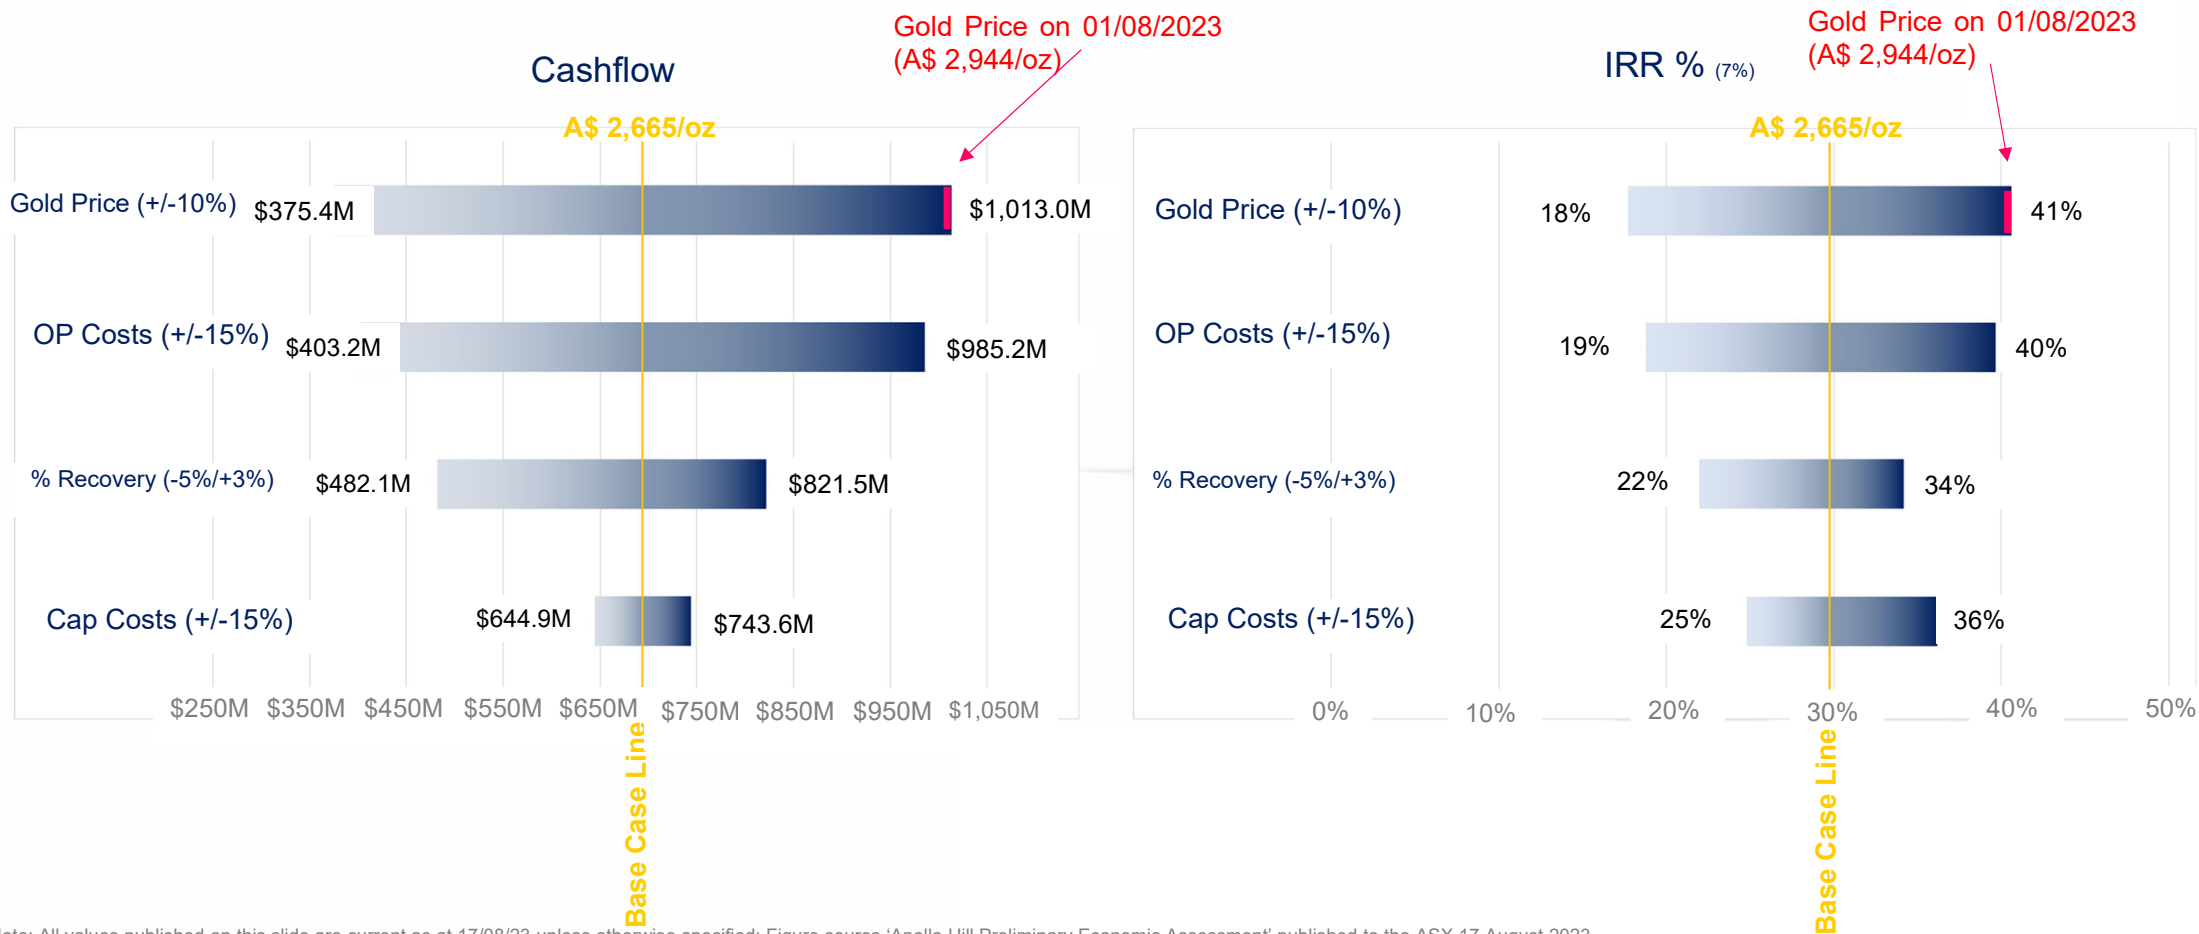 Gold Price on 01/08/2023
(A$ 2,944/oz)
Cashflow
A$ 2,665/oz
Gold Price (+/-10%)
$375.4M
$1,013.0M
OP Costs (+/-15%)
$403.2M
$985.2M
% Recovery (-5%/+3%)
$482.1M
$821.5M
Cap Costs (+/-15%)
$644.9M
$743.6M
$250M
$350M
$450M
$550M
$650M
$750M
$850M
$950M
$1,050M
Base Case Line
Gold Price on 01/08/2023
(A$ 2,944/oz)
IRR % (7%)
A$ 2,665/oz
Gold Price (+/-10%)
18%
41%
OP Costs (+/-15%)
19%
40%
% Recovery (-5%/+3%)
22%
34%
Cap Costs (+/-15%)
25%
36%
0%
10%
20%
30%
40%
50%
Base Case Line